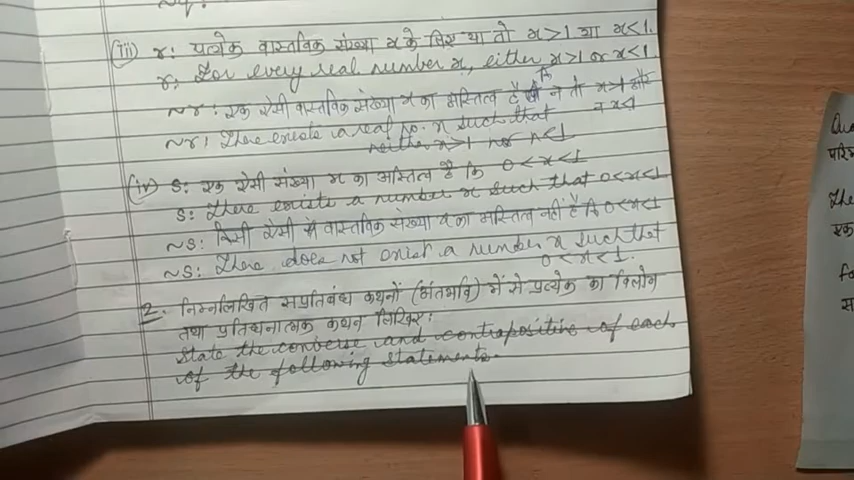 (iii) r: प्रत्येक वास्तविक संख्या x के लिए या तो x>1 या x<1.
r: For every real number x, either x>1 or x<1
~r: एक ऐसी वास्तविक संख्या x का अस्तित्व है कि न तो x>1 और
न x<1
~r: There exists a real no. x such that
neither x>1 nor x<1
(iv) s: एक ऐसी संख्या x का अस्तित्व है कि 0<x<1
s: There exists a number x such that 0<x<1
~s: किसी ऐसी वास्तविक संख्या x का अस्तित्व नहीं है कि 0<x<1
~s: There does not exist a number x such that
0<x<1.
2. निम्नलिखित सप्रतिबंध कथनों (अंतर्भाव) में से प्रत्येक का विलोम
तथा प्रतिधनात्मक कथन लिखिए:
State the converse and contrapositive of each
of the following statements.